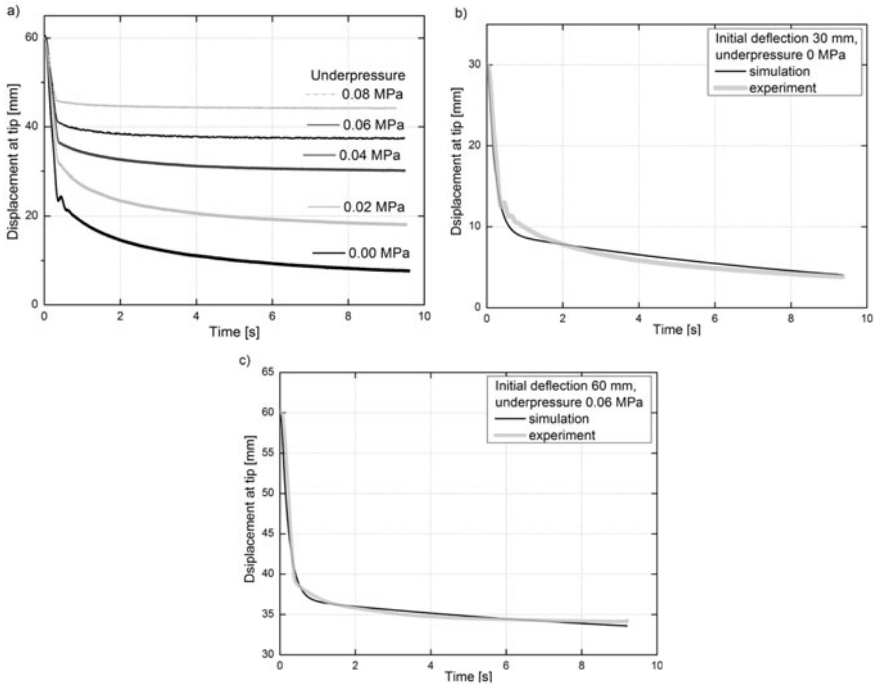 a)
Dsiplacement at tip [mm]
60
40
20
0
Underpressure
0.08 MPa
0.06 MPa
0.04 MPa
0.02 MPa
0.00 MPa
0 2 4 6 8 10
Time [s]
b)
Dsiplacement at tip [mm]
30
20
10
0
Initial deflection 30 mm,
underpressure 0 MPa
simulation
experiment
0 2 4 6 8 10
Time [s]
c)
Dsiplacement at tip [mm]
65
60
55
50
45
40
35
30
Initial deflection 60 mm,
underpressure 0.06 MPa
simulation
experiment
0 2 4 6 8 10
Time [s]